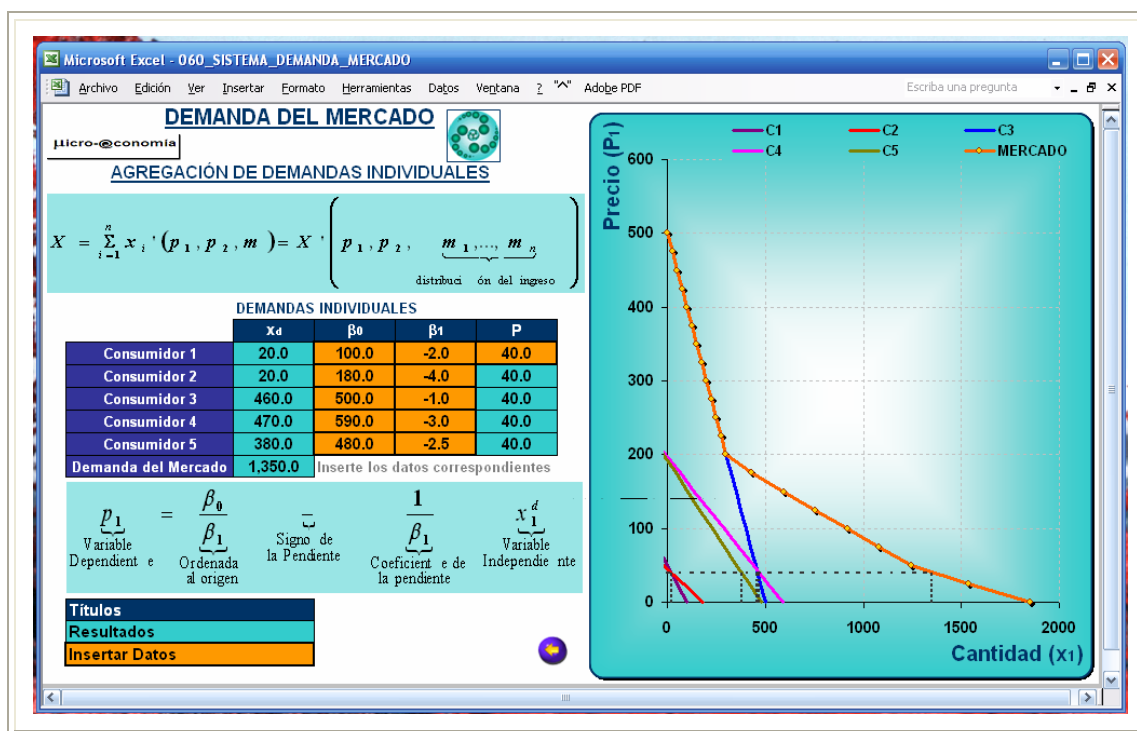 Microsoft Excel - 060_SISTEMA_DEMANDA_MERCADO
Archivo Edición Ver Insertar Formato Herramientas Datos Ventana ? "^" Adobe PDF Escriba una pregunta
DEMANDA DEL MERCADO
μicro-@conomia
AGREGACIÓN DE DEMANDAS INDIVIDUALES
X = n Σ i=1 x i ' ( p 1 , p 2 , m ) = X ' ( p 1 , p 2 , m 1 ,..., m n )
distribuci ón del ingreso
DEMANDAS INDIVIDUALES
Xd β0 β1 P
Consumidor 1 20.0 100.0 -2.0 40.0
Consumidor 2 20.0 180.0 -4.0 40.0
Consumidor 3 460.0 500.0 -1.0 40.0
Consumidor 4 470.0 590.0 -3.0 40.0
Consumidor 5 380.0 480.0 -2.5 40.0
Demanda del Mercado 1,350.0 Inserte los datos correspondientes
p1 = β0 / β1 − 1 / β1 x1 d
Variable Dependient e
Ordenada al origen
Signo de la Pendiente
Coeficient e de la pendiente
Variable Independie nte
Títulos
Resultados
Insertar Datos
C1 C2 C3
C4 C5 MERCADO
Precio (P1)
600
500
400
300
200
100
0
0 500 1000 1500 2000
Cantidad (x1)